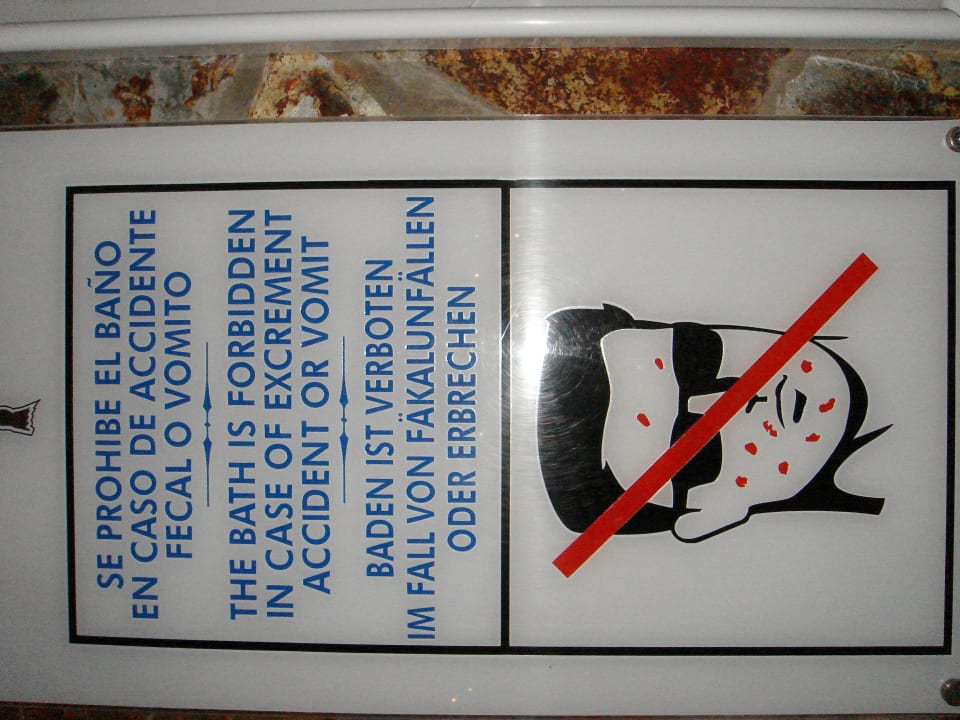 SE PROHIBE EL BAÑO
EN CASO DE ACCIDENTE
FECAL O VOMITO
THE BATH IS FORBIDDEN
IN CASE OF EXCREMENT
ACCIDENT OR VOMIT
BADEN IST VERBOTEN
IM FALL VON FÄKALUNFÄLLEN
ODER ERBRECHEN